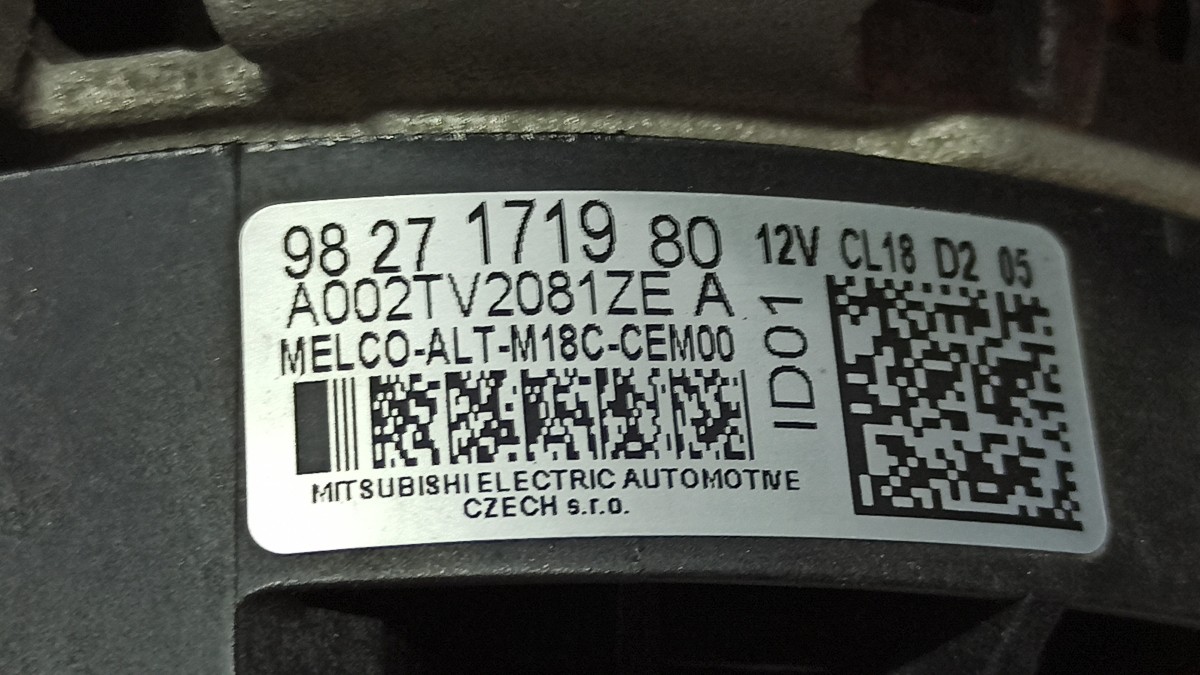 98 27 1719 80 12V CL18 D2 05
A002TV2081ZE A
MELCO-ALT-M18C-CEM00
ID01
MITSUBISHI ELECTRIC AUTOMOTIVE
CZECH s.r.o.